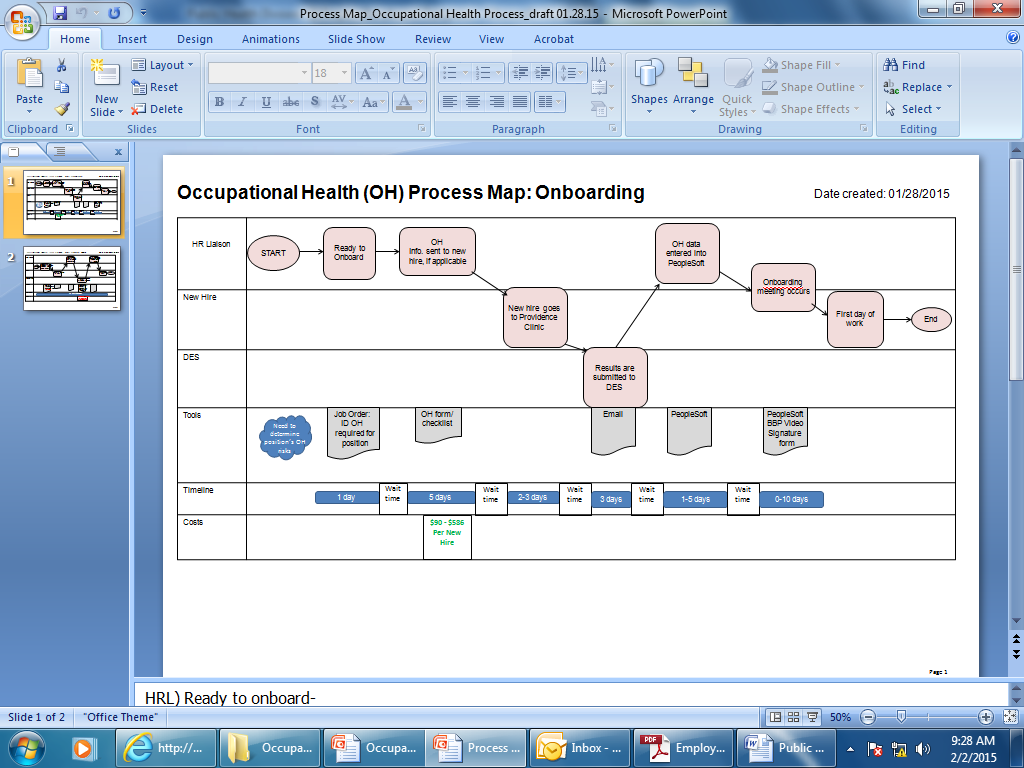 Process Map_Occupational Health Process_draft 01.28.15 - Microsoft PowerPoint
Home Insert Design Animations Slide Show Review View Acrobat
Paste
Clipboard
New
Slide
Layout
Reset
Delete
Slides
18
B I U abc S AV Aa A
Font
Paragraph
Shapes Arrange Quick
Styles
Shape Fill
Shape Outline
Shape Effects
Drawing
Find
Replace
Select
Editing
1
2
Occupational Health (OH) Process Map: Onboarding
Date created: 01/28/2015
HR Liaison
START
Ready to
Onboard
OH
Info. sent to new
hire, if applicable
OH data
entered into
PeopleSoft
Onboarding
meeting occurs
New Hire
New hire goes
to Providence
Clinic
First day of
work
End
DES
Results are
submitted to
DES
Tools
Need to
determine
position's OH
risks
Job Order:
ID OH
required for
position
OH form/
checklist
Email
PeopleSoft
PeopleSoft
BBP Video
Signature
form
Timeline
1 day
Wait
time
5 days
Wait
time
2-3 days
Wait
time
3 days
Wait
time
1-5 days
Wait
time
0-10 days
Costs
$90 - $586
Per New
Hire
Page 1
HRL) Ready to onboard-
Slide 1 of 2
"Office Theme"
50%
http://...
Occupa...
Occupa...
Process ...
Inbox - ...
Employ...
Public ...
9:28 AM
2/2/2015